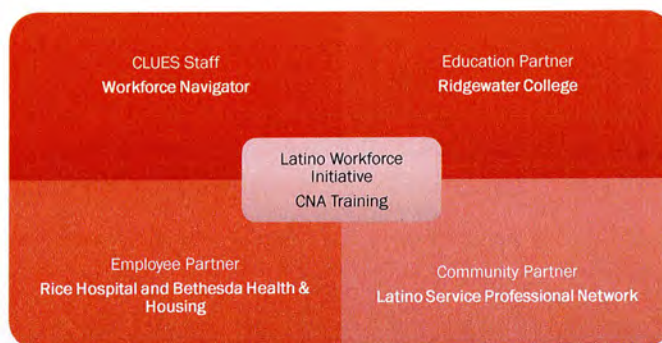 CLUES Staff
Workforce Navigator
Education Partner
Ridgewater College
Latino Workforce
Initiative
CNA Training
Employee Partner
Rice Hospital and Bethesda Health &
Housing
Community Partner
Latino Service Professional Network